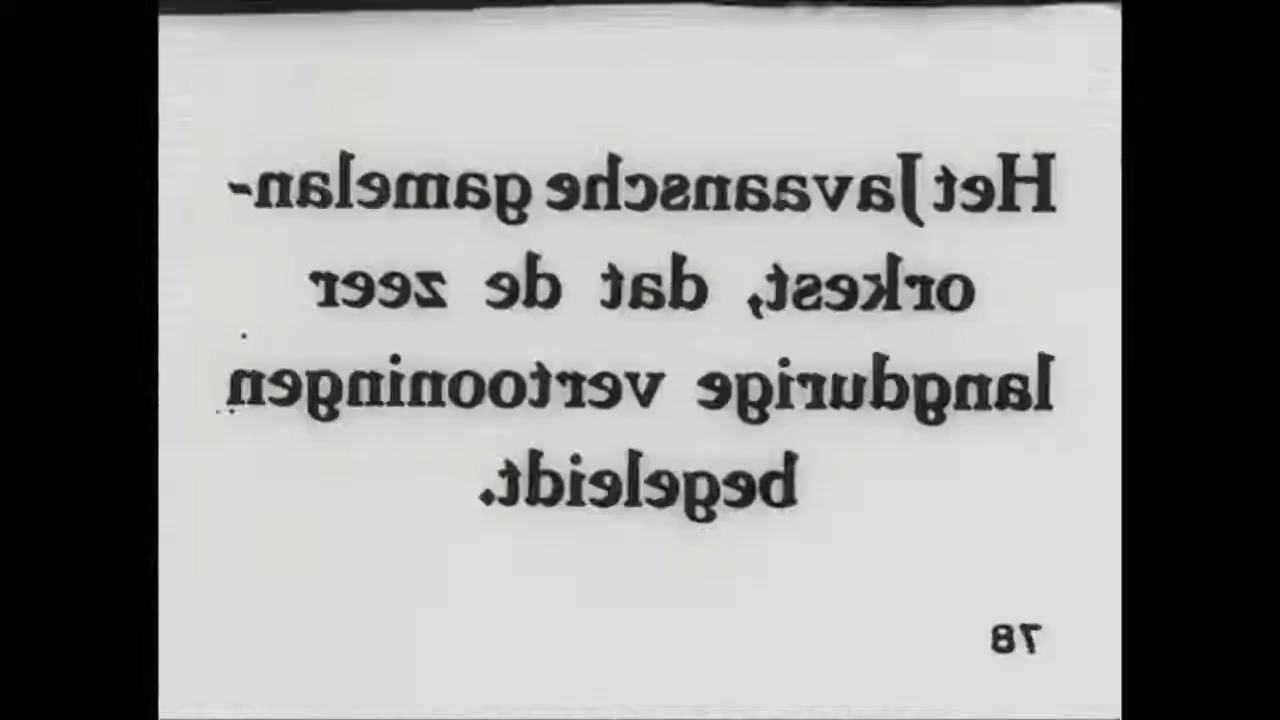 Het Javaansche gamelan-
orkest, dat de zeer
langdurige vertooningen
begeleidt.
78